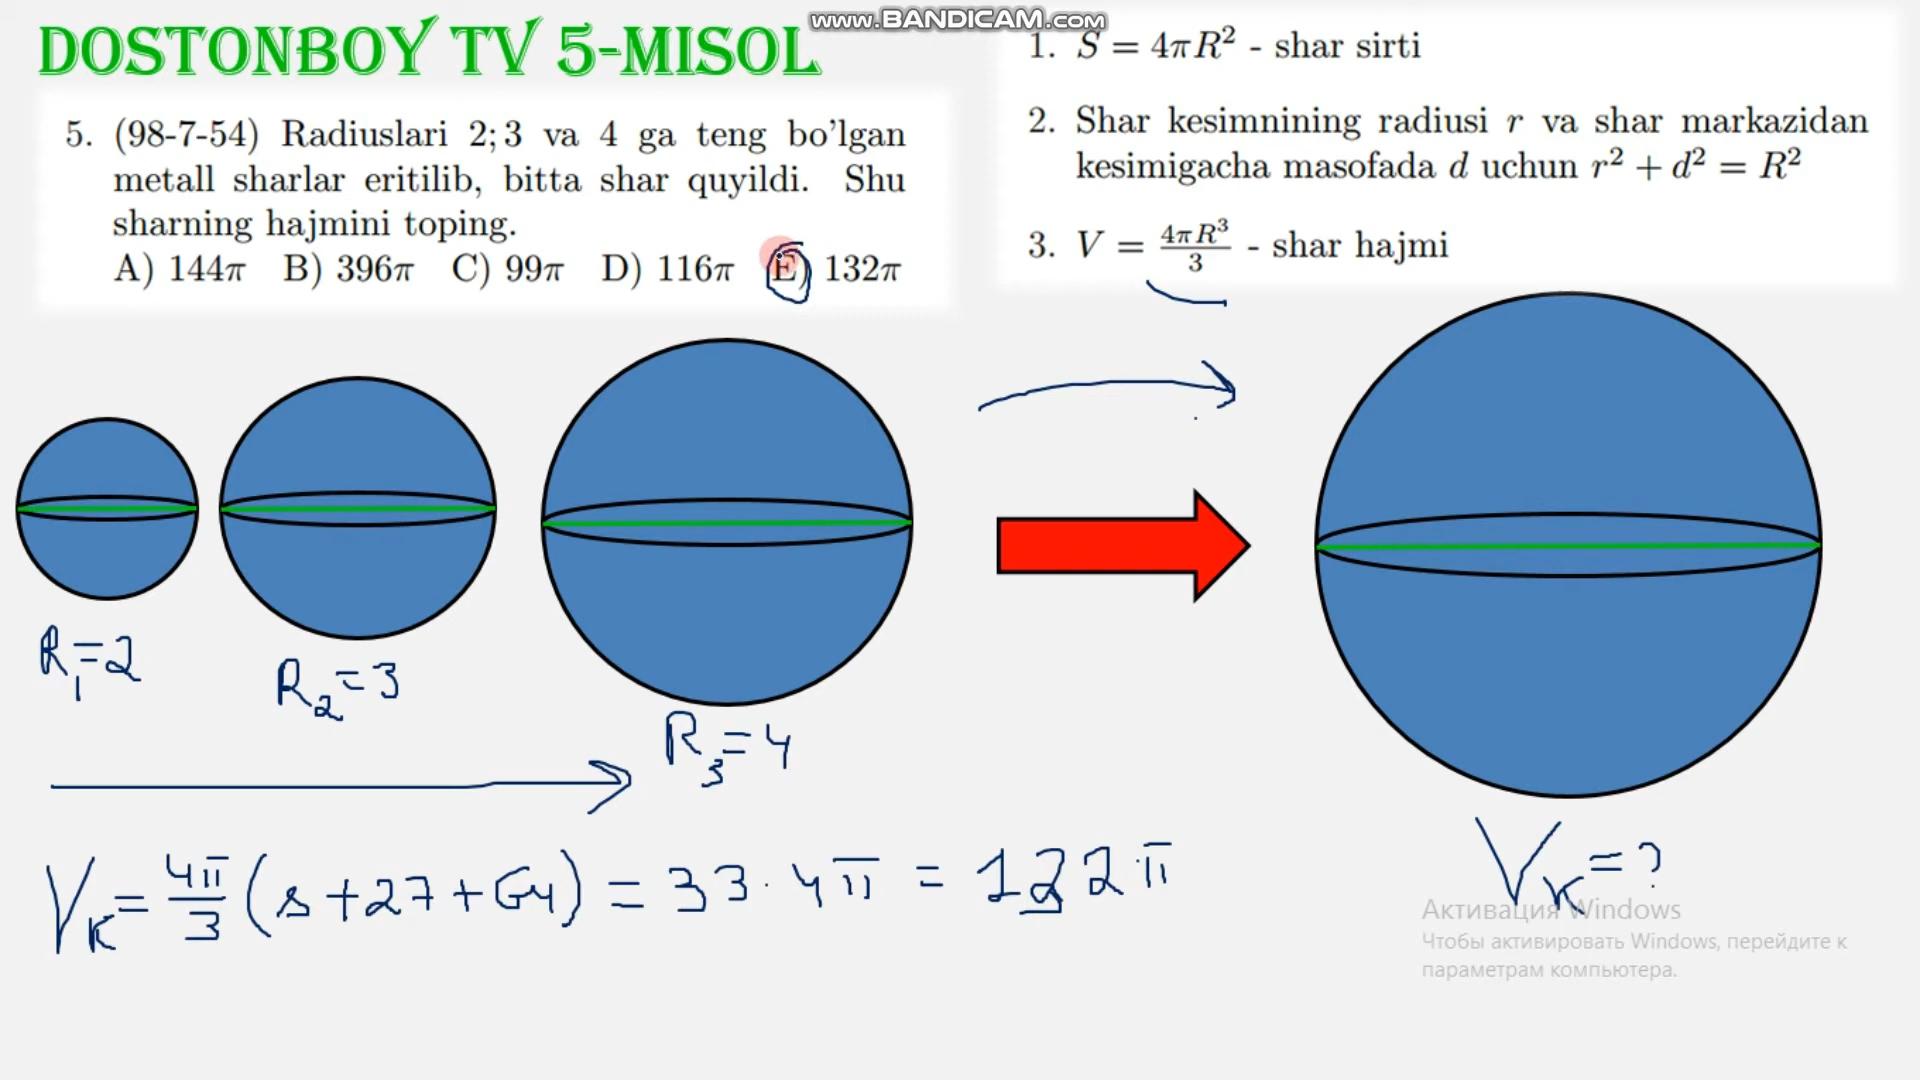 www.BANDICAM.com
DOSTONBOY TV 5-MISOL
5. (98-7-54) Radiuslari 2; 3 va 4 ga teng bo'lgan
metall sharlar eritilib, bitta shar quyildi. Shu
sharning hajmini toping.
A) 144π B) 396π C) 99π D) 116π E) 132π
1. S = 4πR² - shar sirti
2. Shar kesimnining radiusi r va shar markazidan
kesimigacha masofada d uchun r² + d² = R²
3. V = 4πR³/3 - shar hajmi
R₁=2
R₂=3
R₃=4
Vₖ = 4π/3 (8+27+64) = 33·4π = 132π
Vₖ=?
Активация Windows
Чтобы активировать Windows, перейдите к
параметрам компьютера.